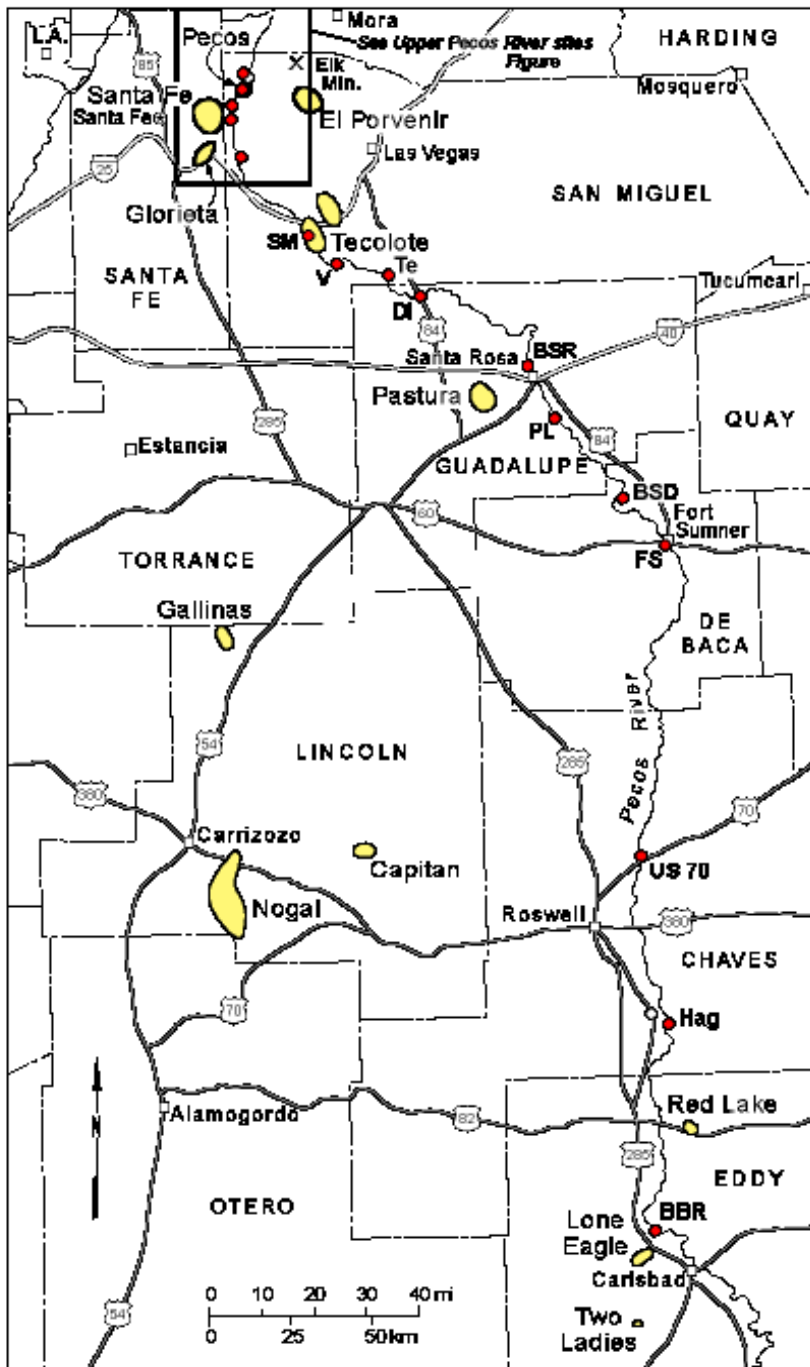 Mora
HARDING
L.A.
Pecos
See Upper Pecos River sites
Figure
85
Elk
Min.
Mosquero
Santa Fe
Santa Fe
El Porvenir
Las Vegas
25
SAN MIGUEL
Glorieta
SM
Tecolote
SANTA
FE
V
Te
Tucumcari
DI
84
40
Santa Rosa
BSR
Pastura
285
QUAY
PL
84
Estancia
GUADALUPE
BSD
60
Fort
Sumner
FS
TORRANCE
Gallinas
DE
BACA
Pecos River
54
LINCOLN
285
380
70
Carrizozo
Capitan
US 70
Nogal
Roswell
380
CHAVES
70
Hag
N
Alamogordo
82
Red Lake
285
EDDY
OTERO
BBR
Lone
Eagle
Carlsbad
0 10 20 30 40 mi
0 25 50 km
54
Two
Ladies